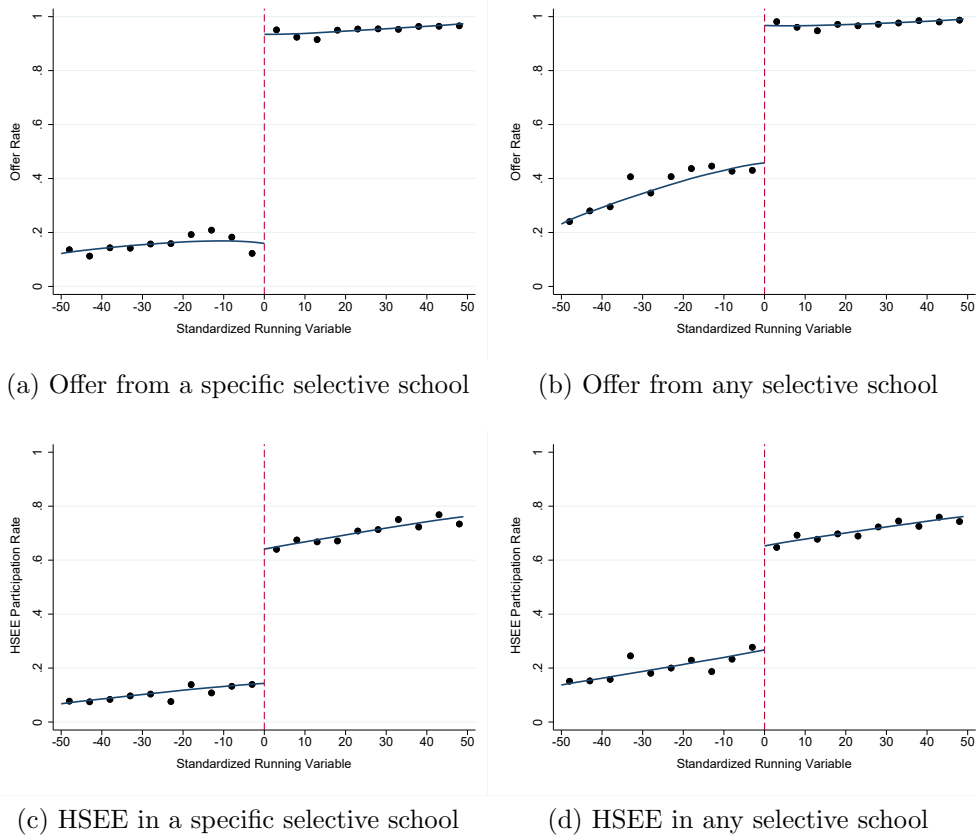 Offer Rate
0 .2 .4 .6 .8 1
-50 -40 -30 -20 -10 0 10 20 30 40 50
Standardized Running Variable
(a) Offer from a specific selective school
Offer Rate
0 .2 .4 .6 .8 1
-50 -40 -30 -20 -10 0 10 20 30 40 50
Standardized Running Variable
(b) Offer from any selective school
HSEE Participation Rate
0 .2 .4 .6 .8 1
-50 -40 -30 -20 -10 0 10 20 30 40 50
Standardized Running Variable
(c) HSEE in a specific selective school
HSEE Participation Rate
0 .2 .4 .6 .8 1
-50 -40 -30 -20 -10 0 10 20 30 40 50
Standardized Running Variable
(d) HSEE in any selective school